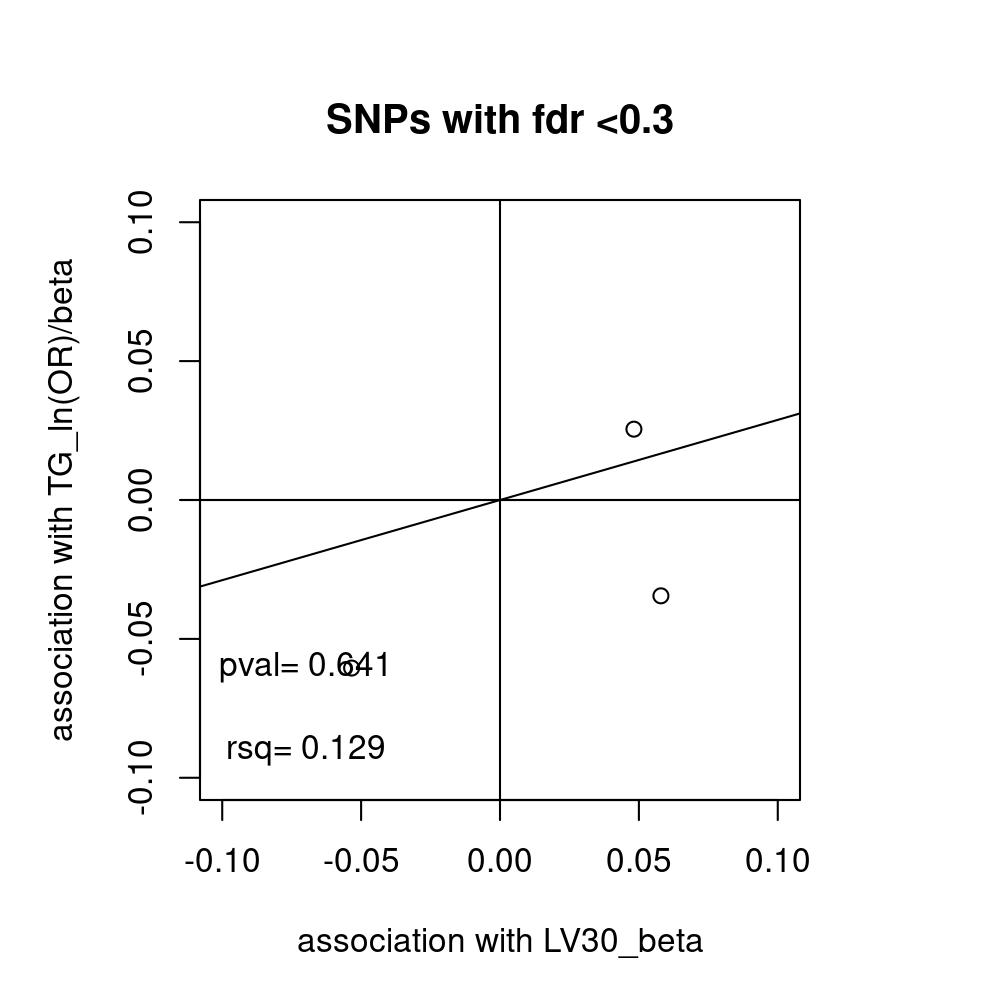 SNPs with fdr <0.3
association with TG_ln(OR)/beta
0.10
0.05
0.00
-0.05
-0.10
pval= 0.641
rsq= 0.129
-0.10 -0.05 0.00 0.05 0.10
association with LV30_beta